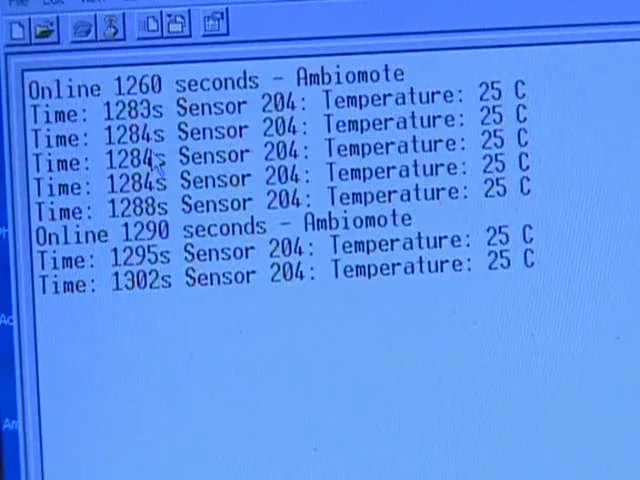 Online 1260 seconds - Ambiomote
Time: 1283s Sensor 204: Temperature: 25 C
Time: 1284s Sensor 204: Temperature: 25 C
Time: 1284s Sensor 204: Temperature: 25 C
Time: 1284s Sensor 204: Temperature: 25 C
Time: 1288s Sensor 204: Temperature: 25 C
Online 1290 seconds - Ambiomote
Time: 1295s Sensor 204: Temperature: 25 C
Time: 1302s Sensor 204: Temperature: 25 C